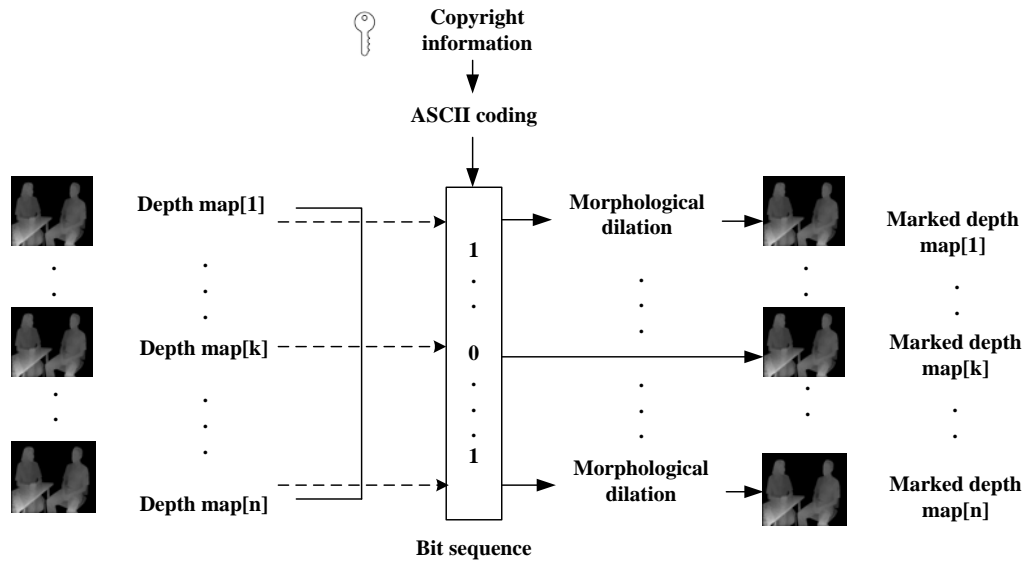 Copyright
information
ASCII coding
Depth map[1]
1
Morphological
dilation
Marked depth
map[1]
Depth map[k]
0
Marked depth
map[k]
1
Depth map[n]
Morphological
dilation
Marked depth
map[n]
Bit sequence